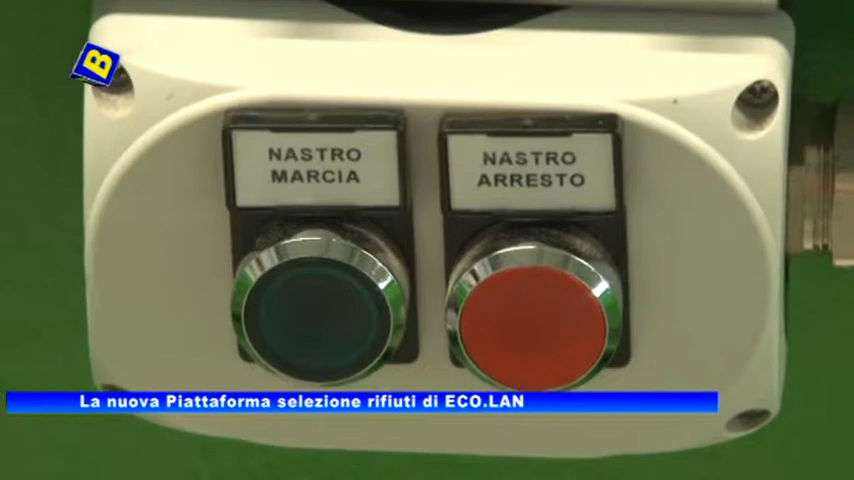 B
NASTRO
MARCIA
NASTRO
ARRESTO
La nuova Piattaforma selezione rifiuti di ECO.LAN